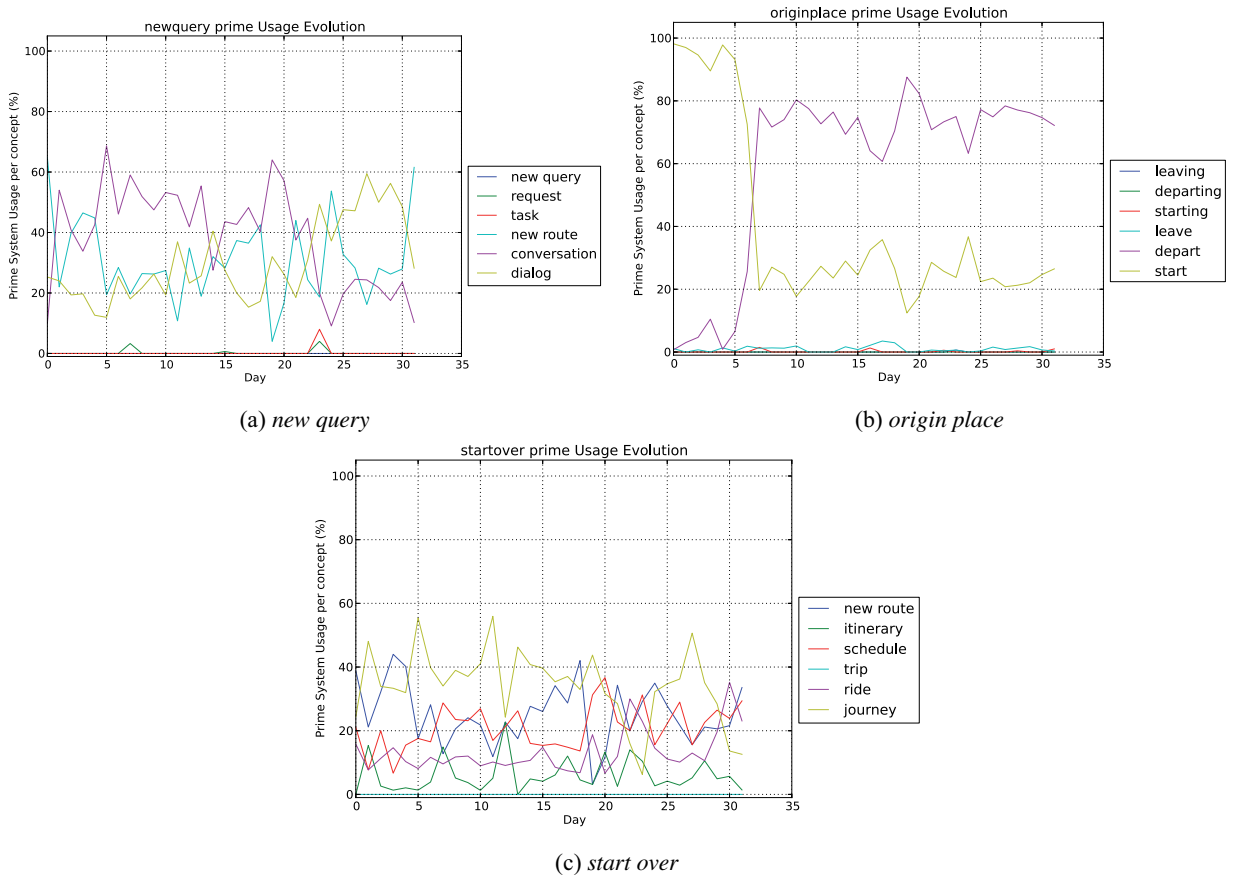 newquery prime Usage Evolution
Prime System Usage per concept (%)
100
80
60
40
20
0
0 5 10 15 20 25 30 35
Day
new query
request
task
new route
conversation
dialog
(a) new query
originplace prime Usage Evolution
Prime System Usage per concept (%)
100
80
60
40
20
0
0 5 10 15 20 25 30 35
Day
leaving
departing
starting
leave
depart
start
(b) origin place
startover prime Usage Evolution
Prime System Usage per concept (%)
100
80
60
40
20
0
0 5 10 15 20 25 30 35
Day
new route
itinerary
schedule
trip
ride
journey
(c) start over